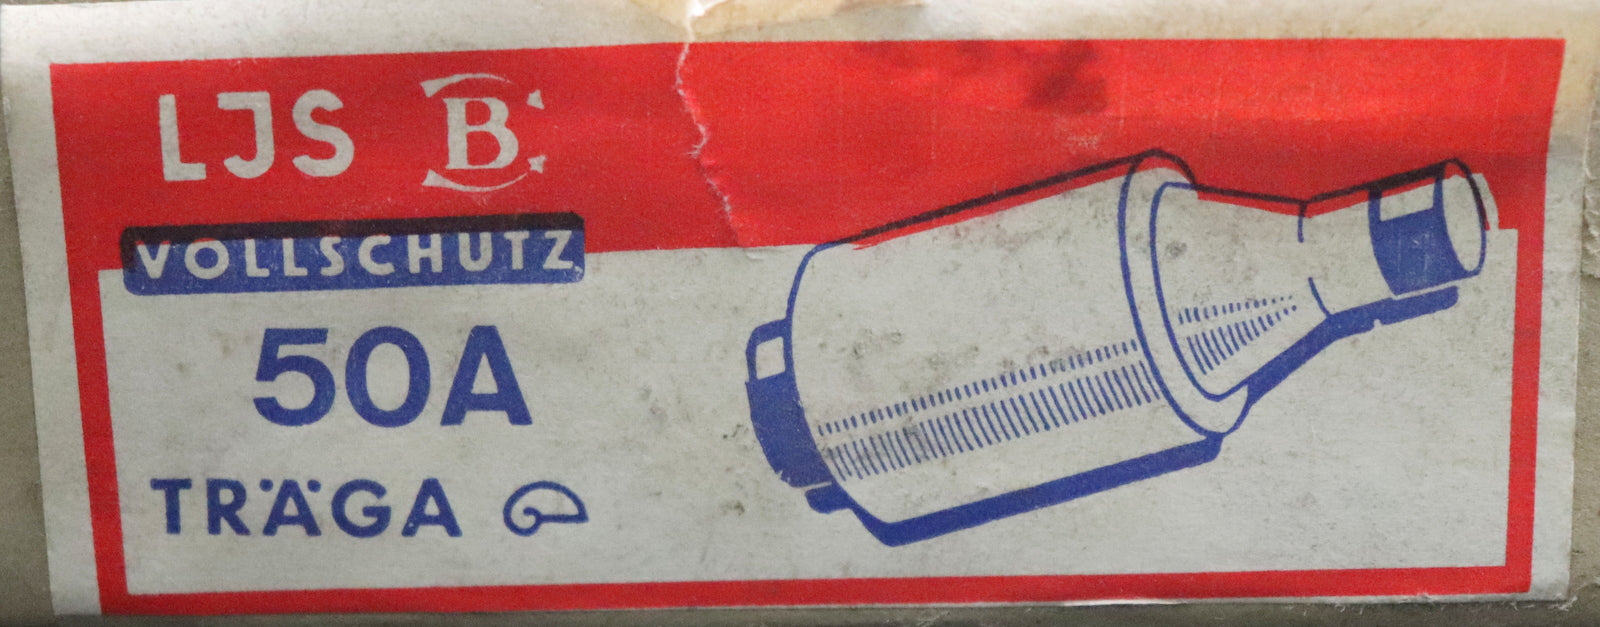 LJS B
VOLLSCHUTZ
50A
TRÄGA